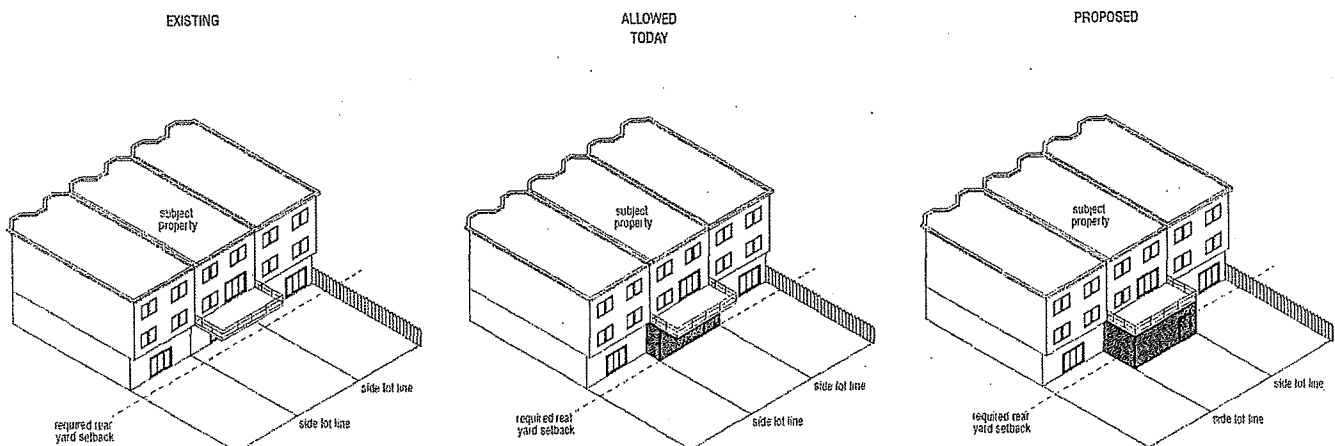 EXISTING
subject
property
required rear
yard setback
side lot line
side lot line
ALLOWED
TODAY
subject
property
required rear
yard setback
side lot line
side lot line
PROPOSED
subject
property
required rear
yard setback
side lot line
side lot line